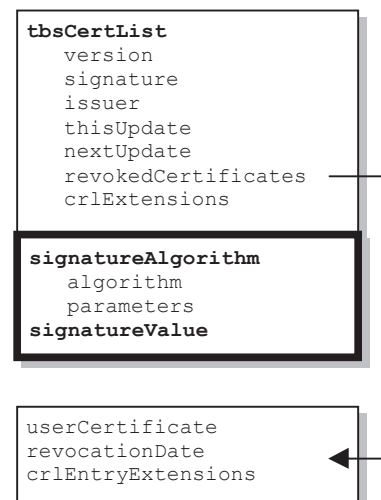 tbsCertList
version
signature
issuer
thisUpdate
nextUpdate
revokedCertificates
crlExtensions
signatureAlgorithm
algorithm
parameters
signatureValue
userCertificate
revocationDate
crlEntryExtensions